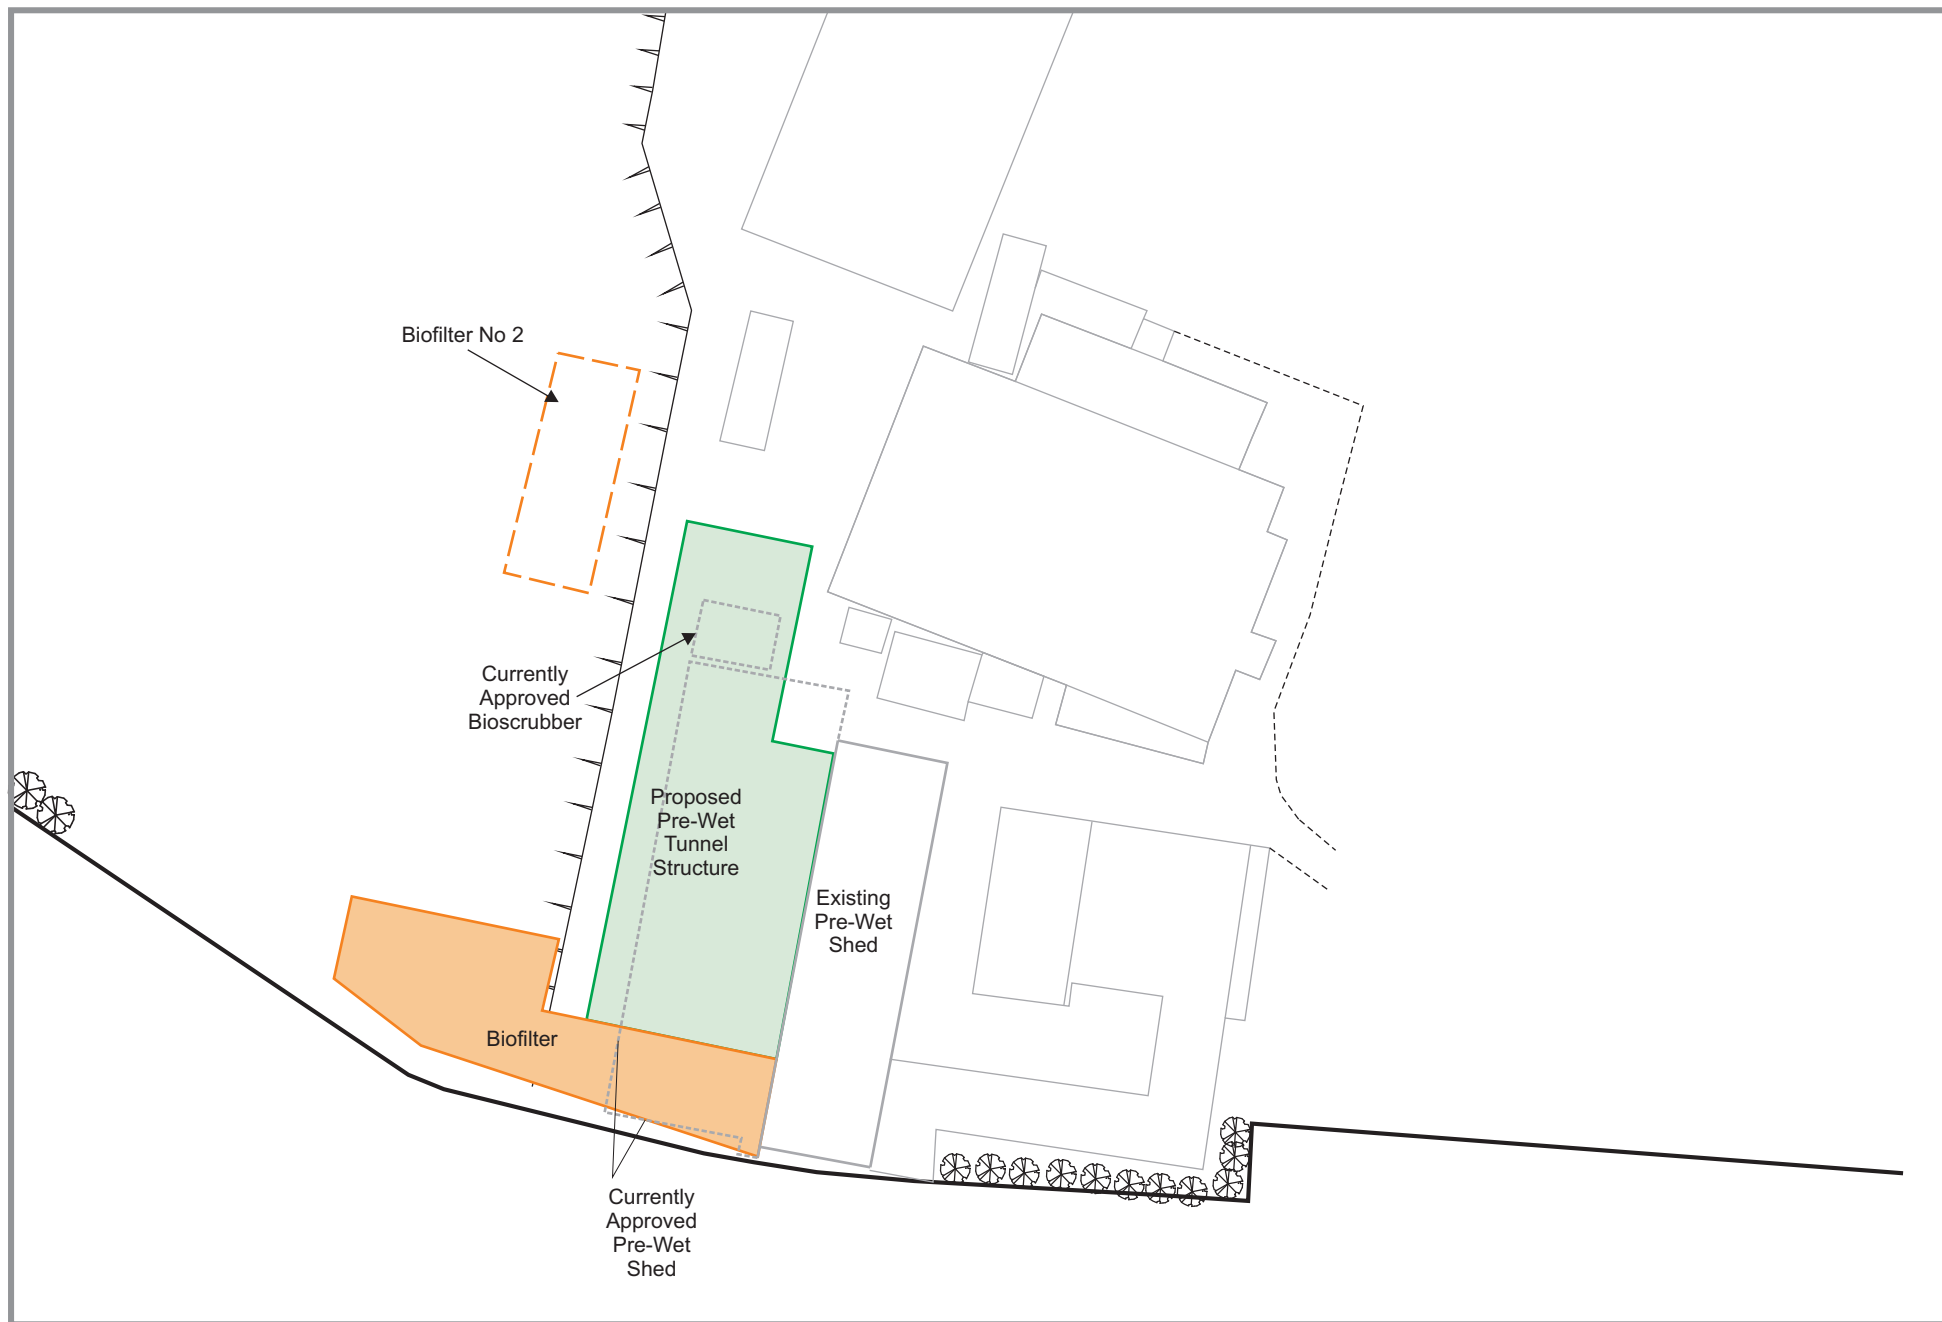 Biofilter No 2
Currently
Approved
Bioscrubber
Proposed
Pre-Wet
Tunnel
Structure
Existing
Pre-Wet
Shed
Biofilter
Currently
Approved
Pre-Wet
Shed